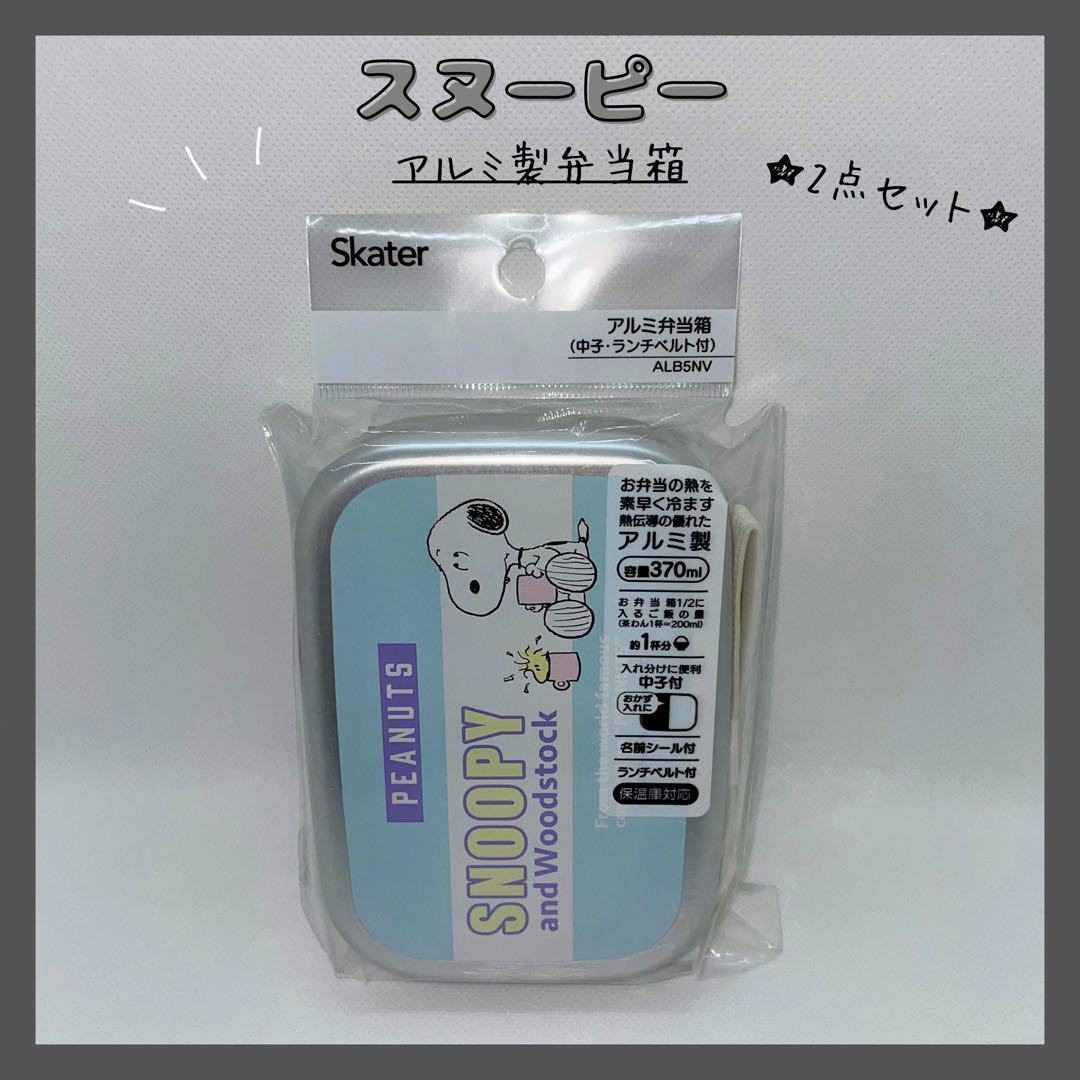 スヌーピー
アルミ製弁当箱
★2点セット★
Skater
アルミ弁当箱
(中子・ランチベルト付)
ALB5NV
お弁当の熱を
素早く冷ます
熱伝導の優れた
アルミ製
容量370ml
お弁当箱1/2に
入るご飯の量
(茶わん1杯=200ml)
約1杯分
入れ分けに便利
中子付
おかず
入れに
名前シール付
ランチベルト付
保温庫対応
PEANUTS
SNOOPY
and Woodstock
From the world famous